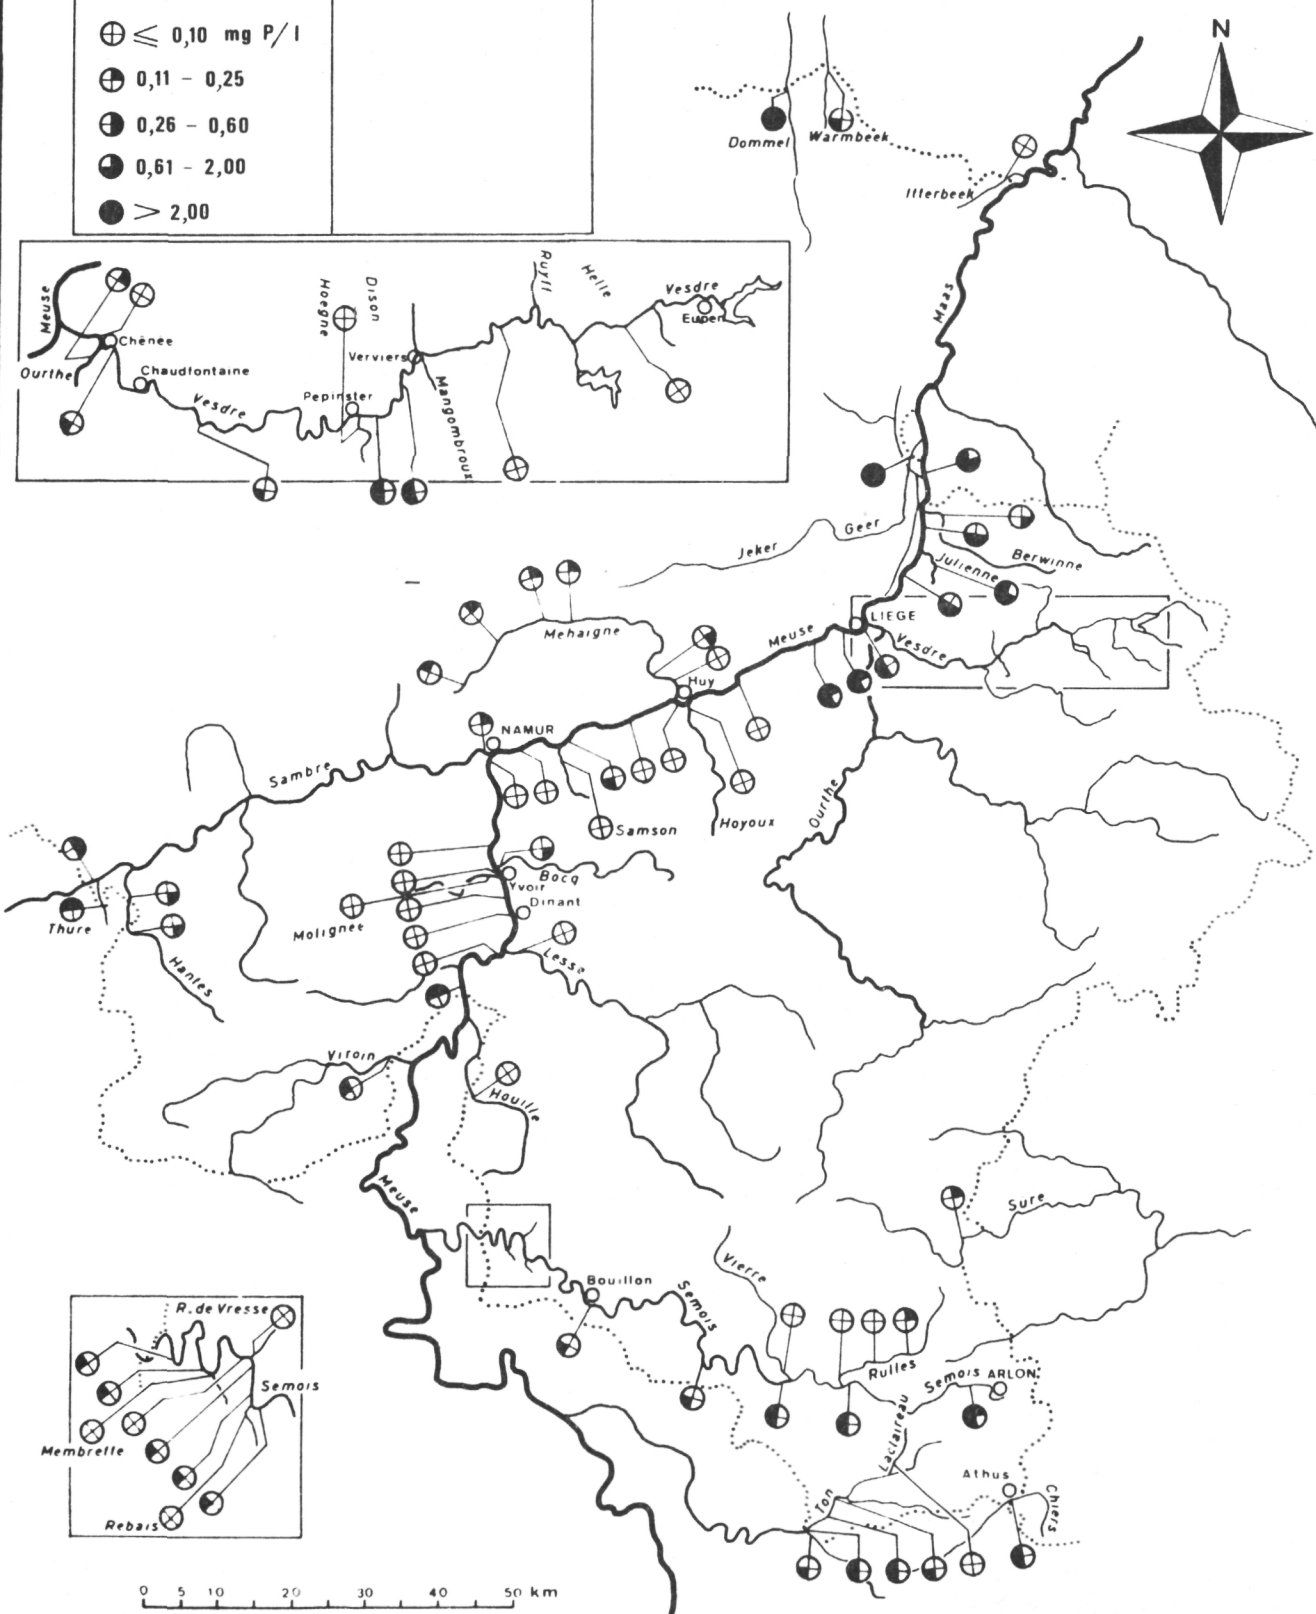 ≤ 0,10 mg P/l
0,11 - 0,25
0,26 - 0,60
0,61 - 2,00
> 2,00
N
Dommel
Warmbeek
Itterbeek
Maas
Meuse
Ourthe
Chênée
Chaudfontaine
Vesdre
Hoegne
Dison
Pepinster
Verviers
Mangombroux
Ruyff
Helle
Vesdre
Eupen
Jeker
Geer
Berwinne
Julienne
LIEGE
Vesdre
Meuse
Mehaigne
Huy
NAMUR
Sambre
Samson
Hoyoux
Ourthe
Bocq
Yvoir
Dinant
Molignée
Thure
Hantes
Lesse
Viroin
Houille
Meuse
Sure
Vierre
Bouillon
Semois
Rulles
Semois
ARLON
Laclaireau
R. de Vresse
Semois
Membrette
Rebais
Athus
Ton
Chiers
0 5 10 20 30 40 50 km